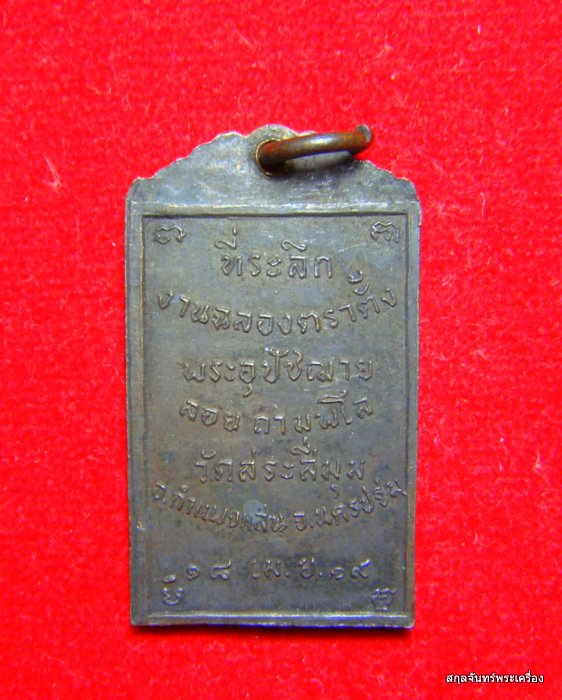 ที่ระลึก
งานฉลองตราตั้ง
พระอุปัชฌาย
ลอย ถามพโล
วัดสระสี่มุม
อ.กำแพงแสน จ.นครปฐม
๑๘ เม.ย. ๑๙
สกุลจันทร์พระเครื่อง